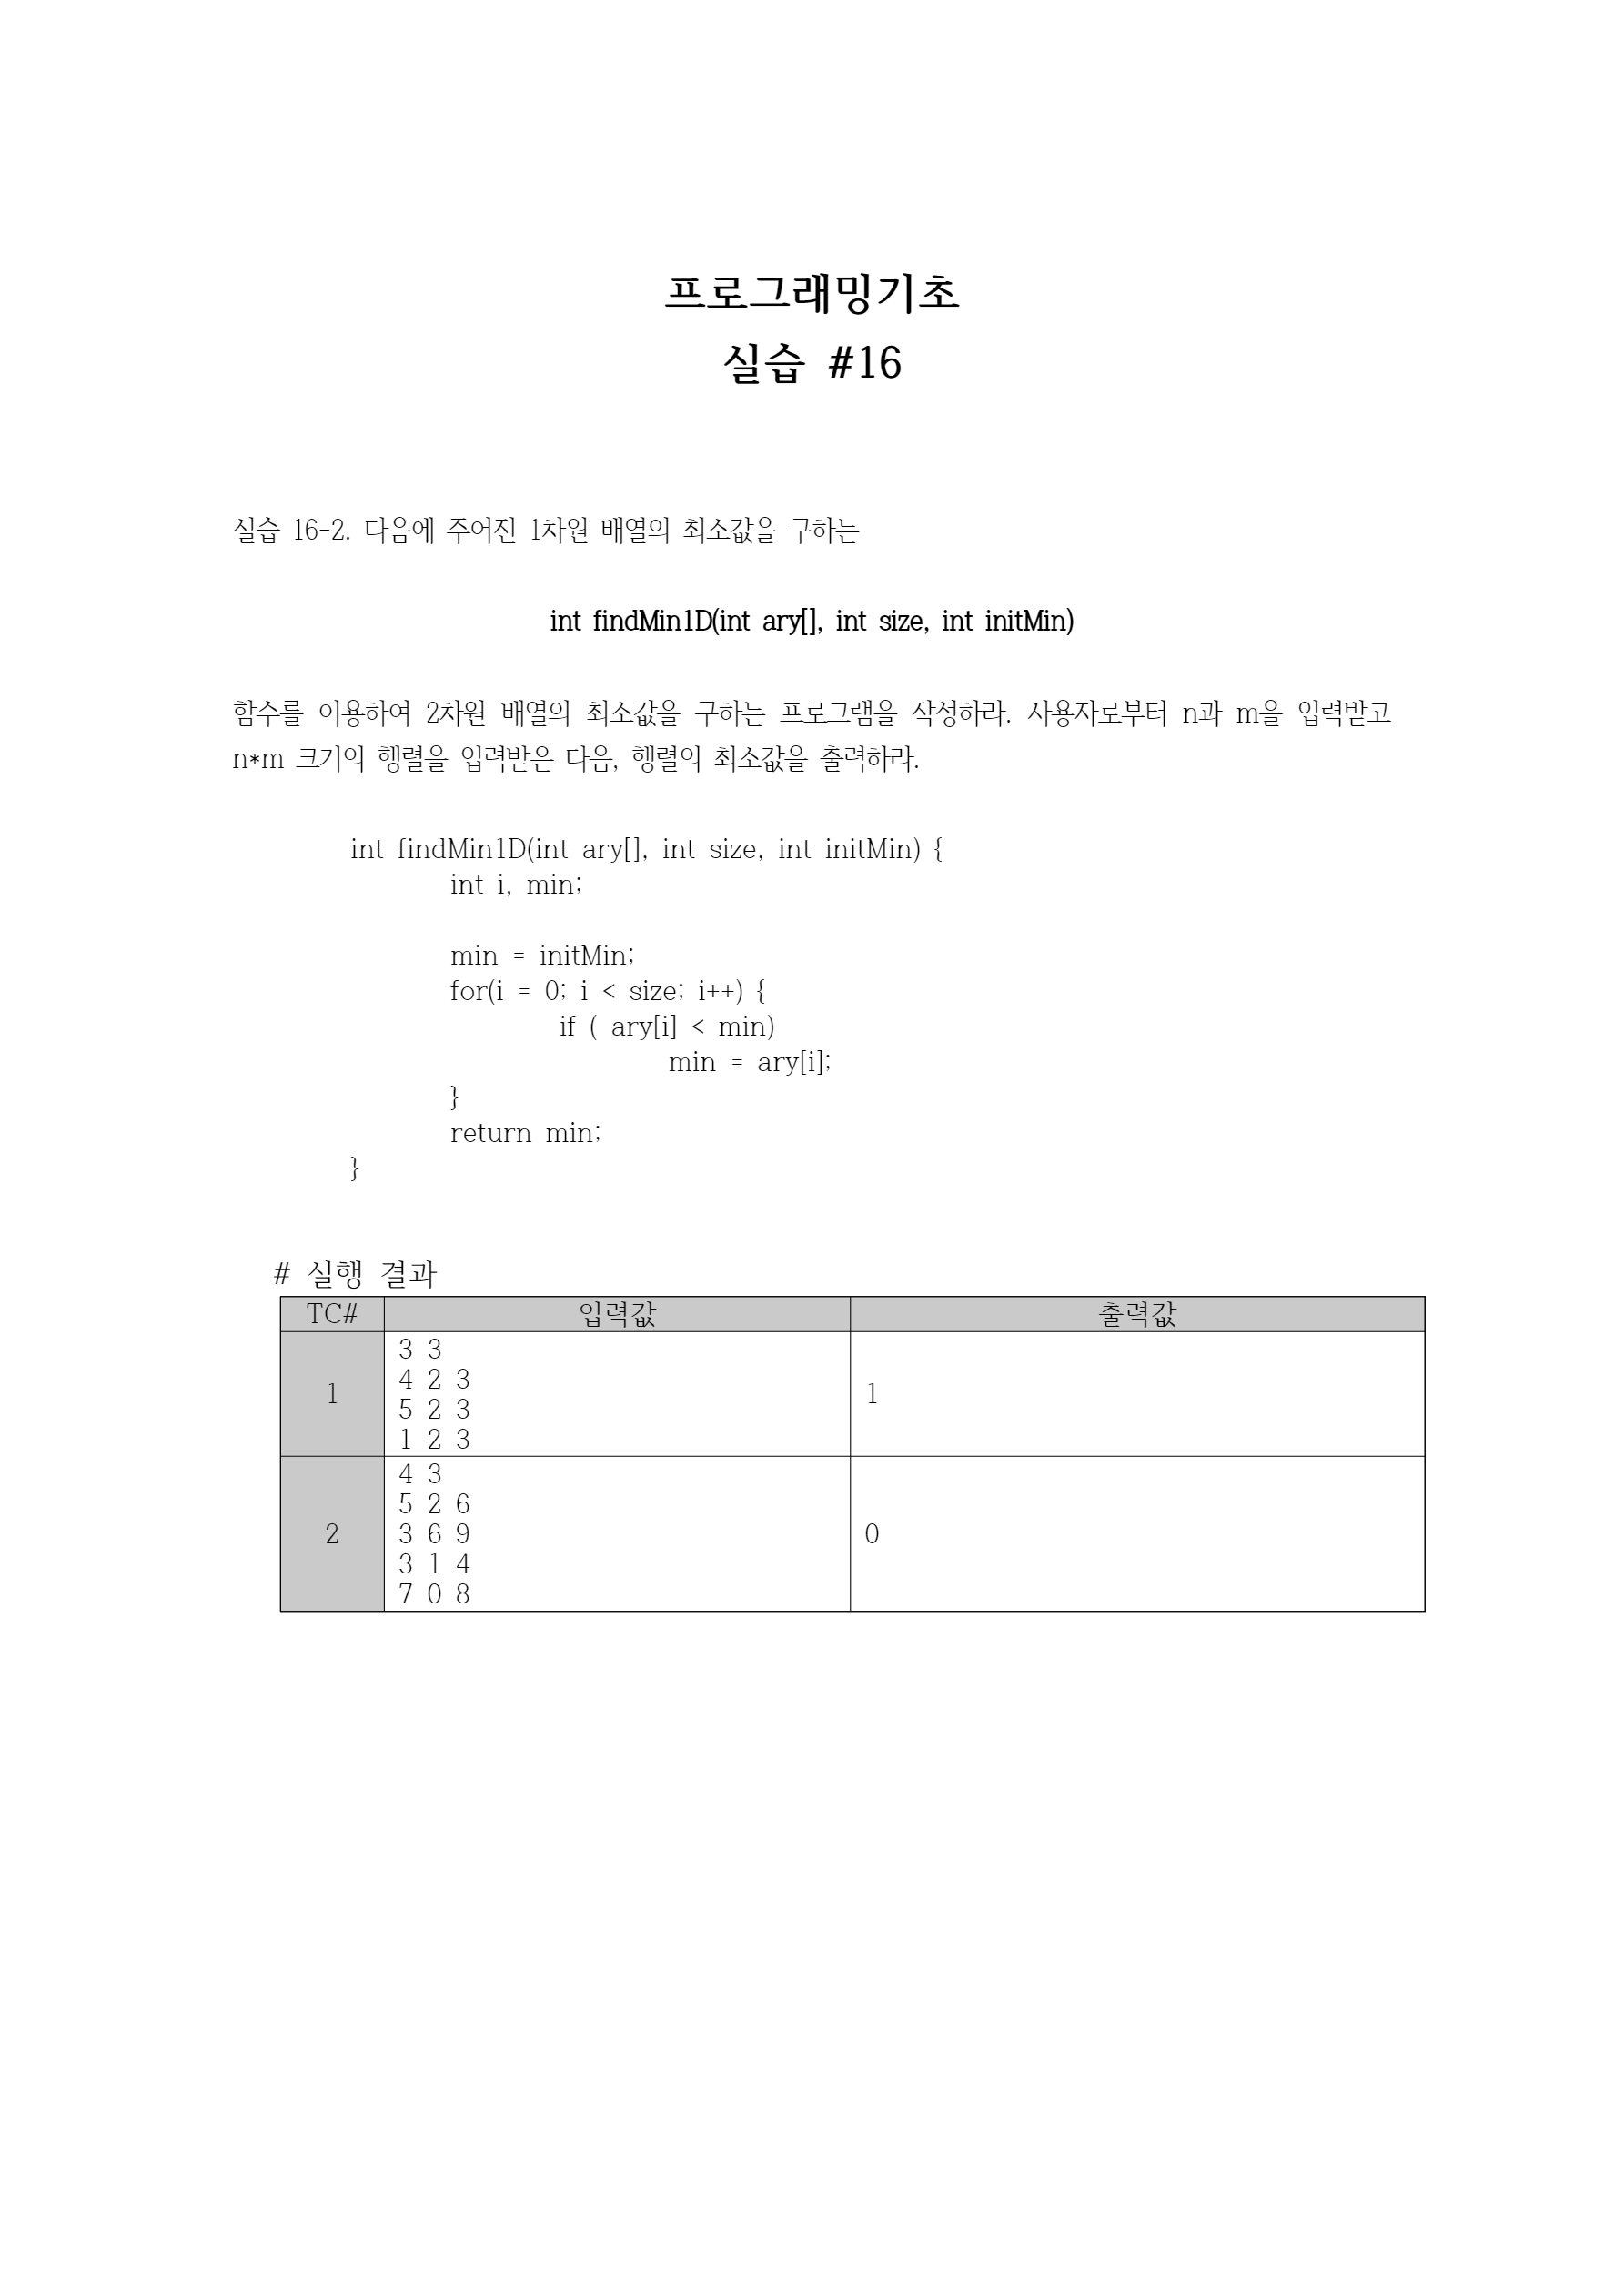 프로그래밍기초
실습 #16
실습 16-2. 다음에 주어진 1차원 배열의 최소값을 구하는
int findMin1D(int ary[], int size, int initMin)
함수를 이용하여 2차원 배열의 최소값을 구하는 프로그램을 작성하라. 사용자로부터 n과 m을 입력받고
n*m 크기의 행렬을 입력받은 다음, 행렬의 최소값을 출력하라.
int findMin1D(int ary[], int size, int initMin) {
int i, min;
min = initMin;
for(i = 0; i < size; i++) {
if ( ary[i] < min)
min = ary[i];
}
return min;
}
# 실행 결과
TC# 입력값 출력값
1
3 3
4 2 3
5 2 3
1 2 3
1
2
4 3
5 2 6
3 6 9
3 1 4
7 0 8
0